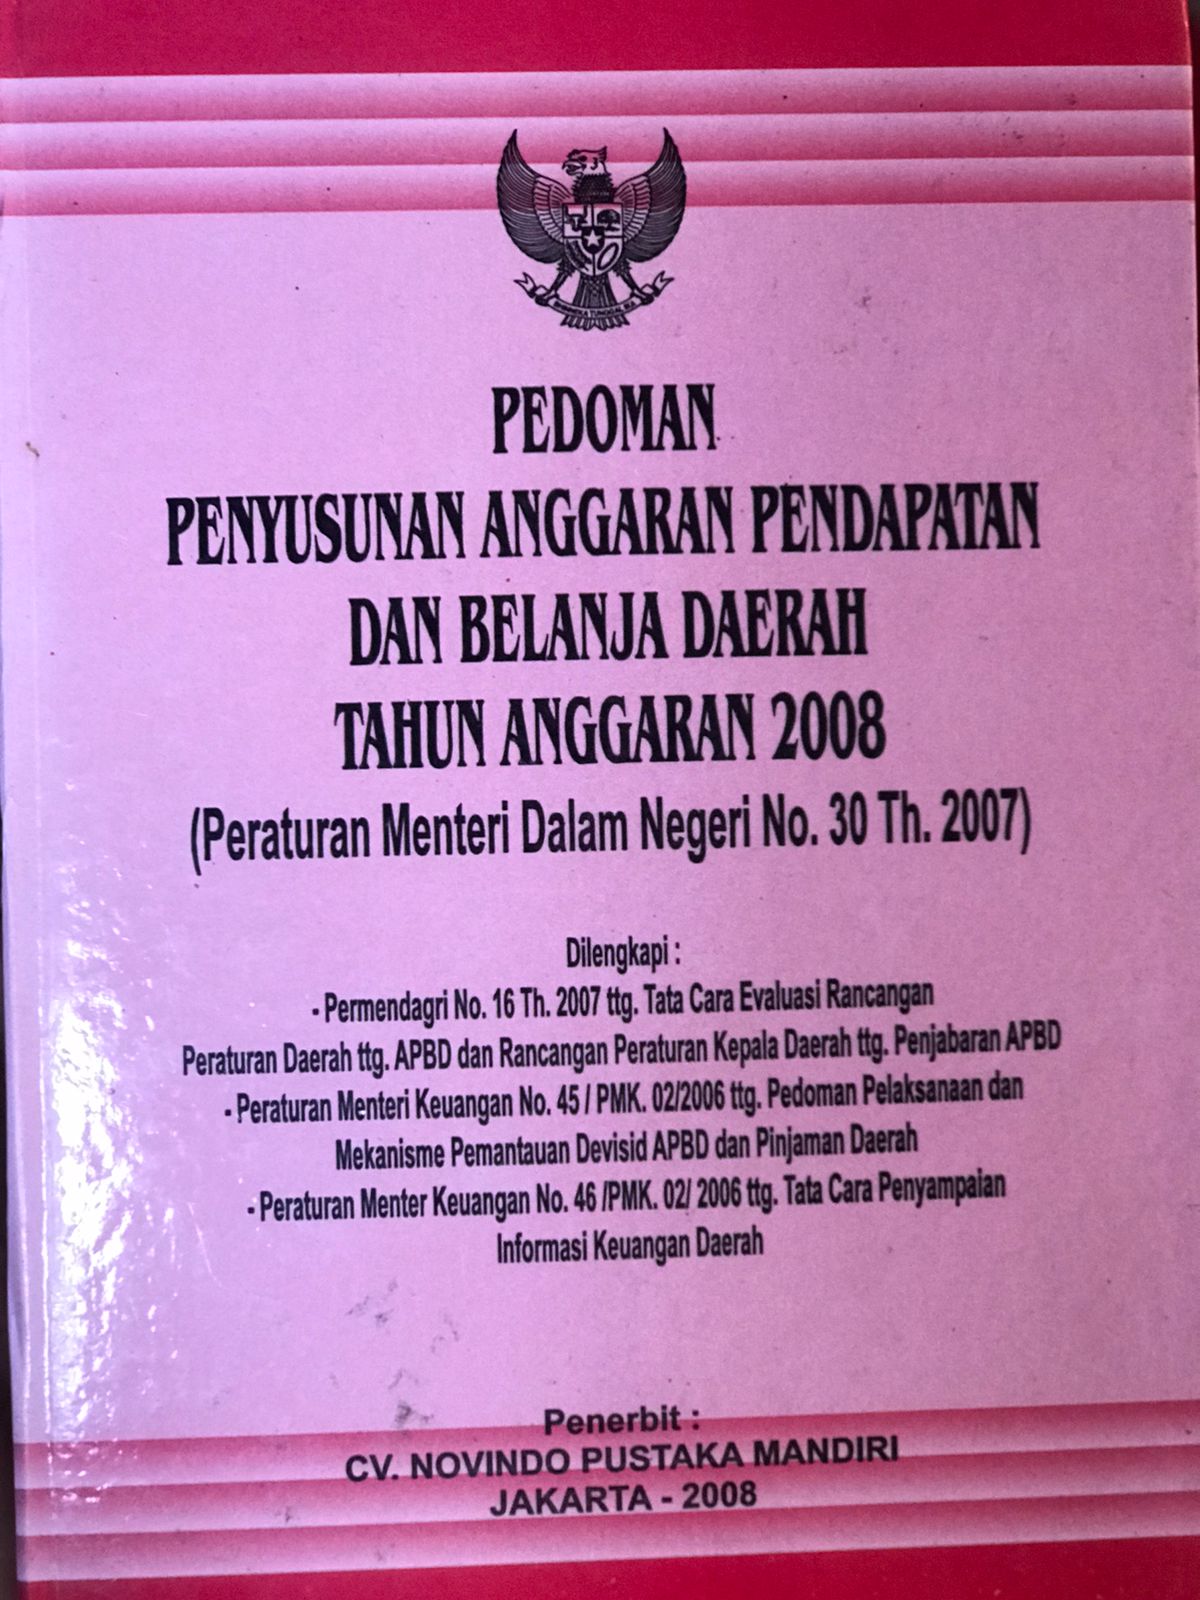 BHINNEKA TUNGGAL IKA
PEDOMAN
PENYUSUNAN ANGGARAN PENDAPATAN
DAN BELANJA DAERAH
TAHUN ANGGARAN 2008
(Peraturan Menteri Dalam Negeri No. 30 Th. 2007)
Dilengkapi :
- Permendagri No. 16 Th. 2007 ttg. Tata Cara Evaluasi Rancangan
Peraturan Daerah ttg. APBD dan Rancangan Peraturan Kepala Daerah ttg. Penjabaran APBD
- Peraturan Menteri Keuangan No. 45 / PMK. 02/2006 ttg. Pedoman Pelaksanaan dan
Mekanisme Pemantauan Devisid APBD dan Pinjaman Daerah
- Peraturan Menter Keuangan No. 46 /PMK. 02/ 2006 ttg. Tata Cara Penyampaian
Informasi Keuangan Daerah
Penerbit :
CV. NOVINDO PUSTAKA MANDIRI
JAKARTA - 2008